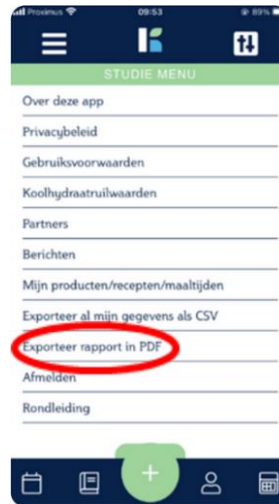 Proximus 09:53 89%
STUDIE MENU
Over deze app
Privacybeleid
Gebruiksvoorwaarden
Koolhydraatruilwaarden
Partners
Berichten
Mijn producten/recepten/maaltijden
Exporteer al mijn gegevens als CSV
Exporteer rapport in PDF
Afmelden
Rondleiding